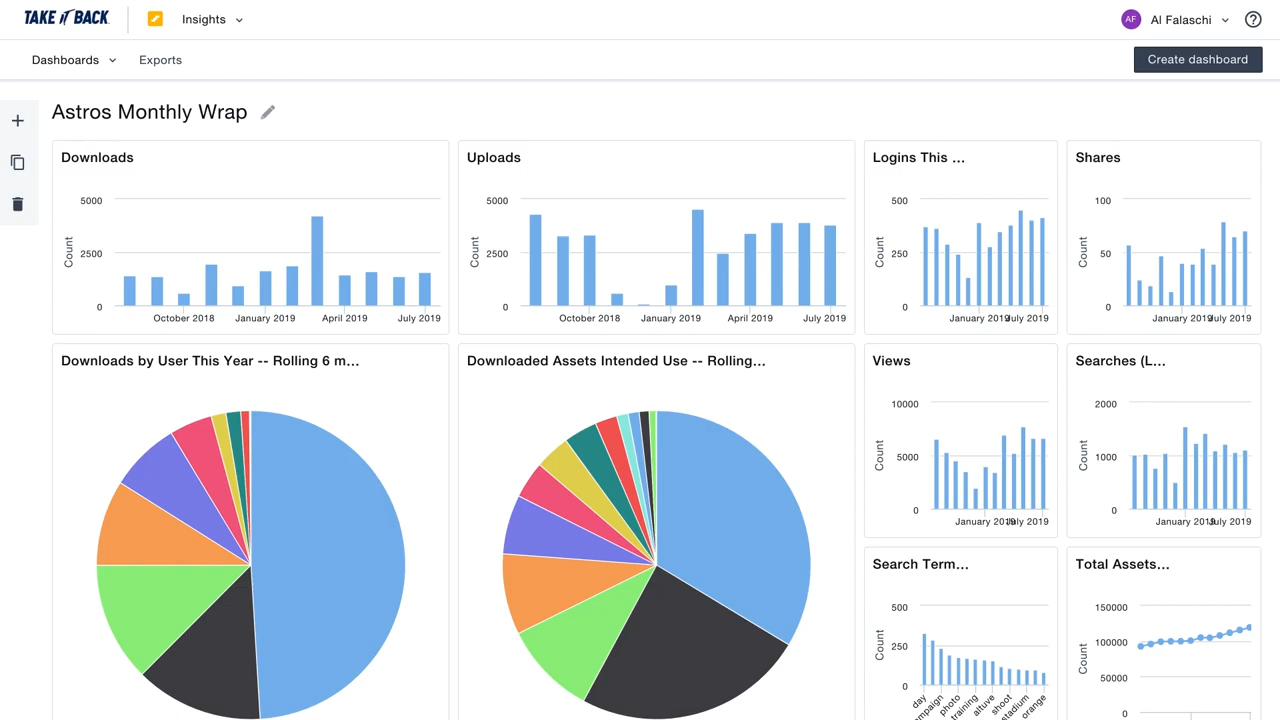 TAKE IT BACK
Insights
AF
Al Falaschi
Dashboards
Exports
Create dashboard
Astros Monthly Wrap
Downloads
5000
2500
0
Count
October 2018
January 2019
April 2019
July 2019
Uploads
5000
2500
0
Count
October 2018
January 2019
April 2019
July 2019
Logins This ...
500
250
0
Count
January 2019
July 2019
Shares
100
50
0
Count
January 2019
July 2019
Downloads by User This Year -- Rolling 6 m...
Downloaded Assets Intended Use -- Rolling...
Views
10000
5000
0
Count
January 2019
July 2019
Searches (L...
2000
1000
0
Count
January 2019
July 2019
Search Term...
500
250
0
Count
day
photo
training
altuve
shoot
orange
Total Assets...
150000
100000
50000
0
Count